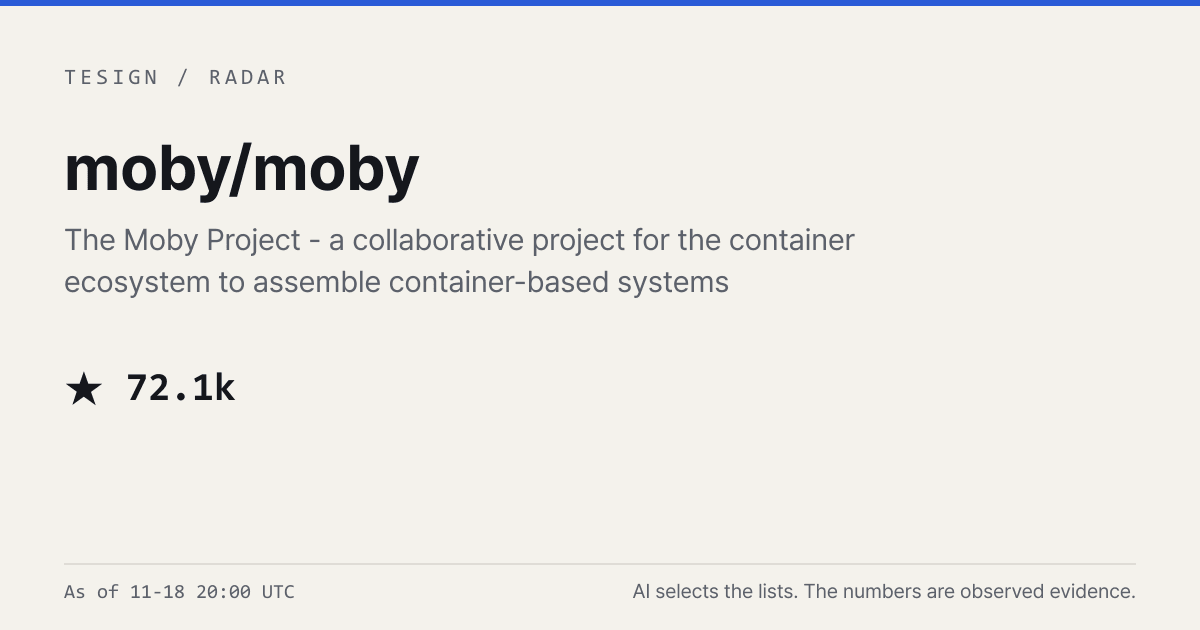 TESIGN / RADAR
moby/moby
The Moby Project - a collaborative project for the container
ecosystem to assemble container-based systems
★ 72.1k
As of 11-18 20:00 UTC
AI selects the lists. The numbers are observed evidence.